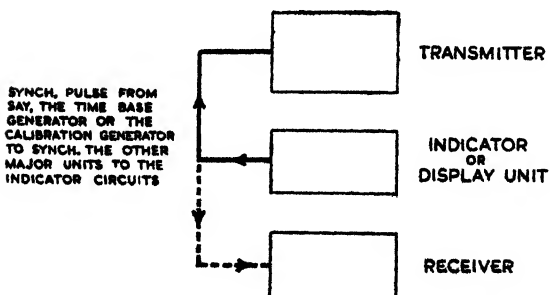 SYNCH. PULSE FROM
SAY, THE TIME BASE
GENERATOR OR THE
CALIBRATION GENERATOR
TO SYNCH. THE OTHER
MAJOR UNITS TO THE
INDICATOR CIRCUITS
TRANSMITTER
INDICATOR
OR
DISPLAY UNIT
RECEIVER